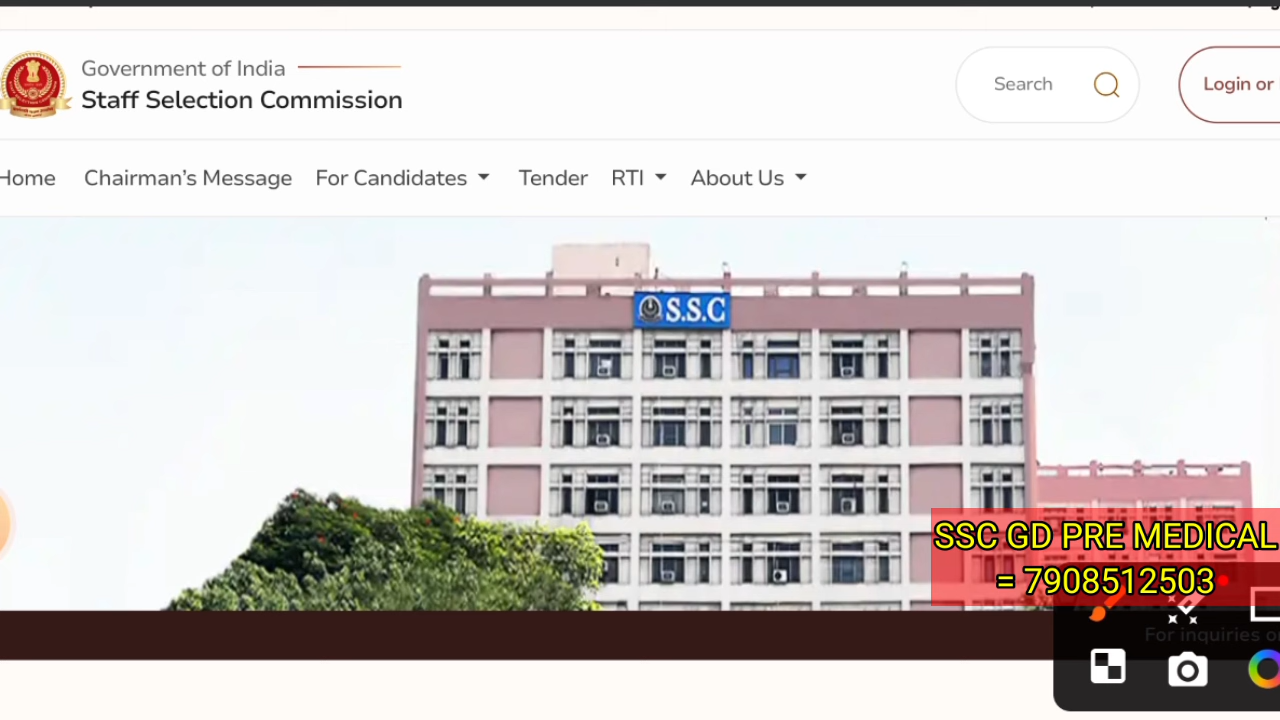 Government of India
Staff Selection Commission
Search
Login or
Home
Chairman's Message
For Candidates
Tender
RTI
About Us
S.S.C
SSC GD PRE MEDICAL
= 7908512503
For inquiries